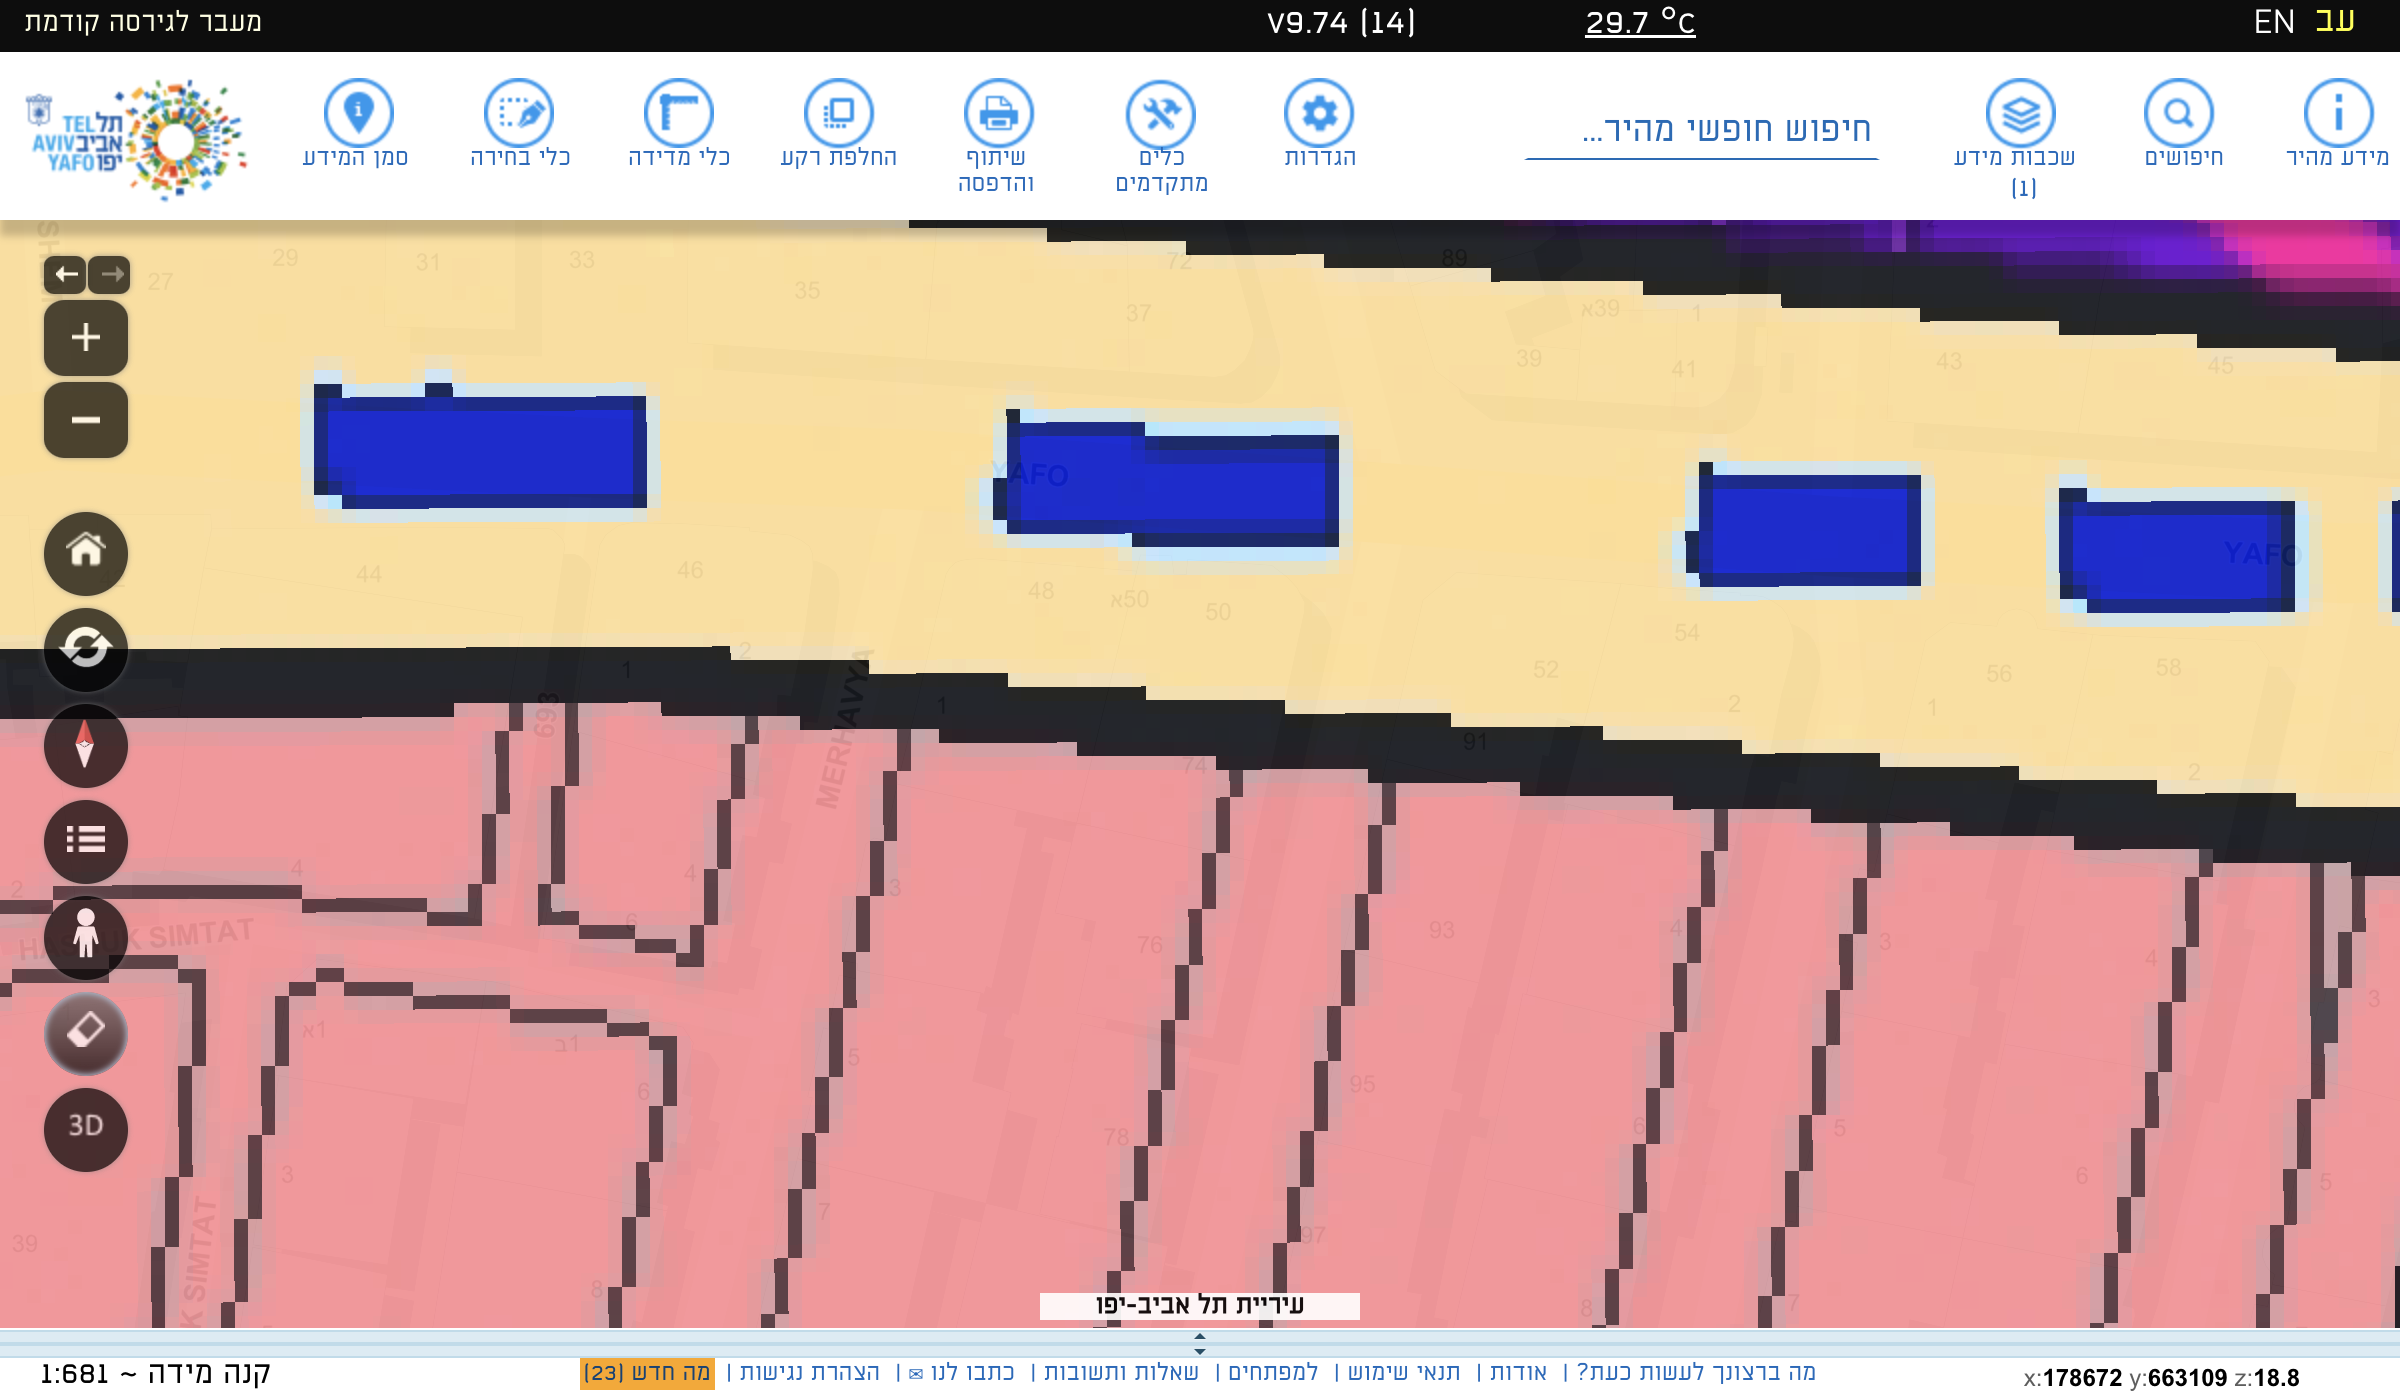 מעבר לגירסה קודמת
V9.74 (14)
29.7 °C
EN עב
תל TEL
אביב AVIV
יפו YAFO
סמן המידע
כלי בחירה
כלי מדידה
החלפת רקע
שיתוף והדפסה
כלים מתקדמים
הגדרות
חיפוש חופשי מהיר...
שכבות מידע (1)
חיפושים
מידע מהיר
27
29
31
33
35
72
37
89
39א
1
39
41
43
45
YAFO
YAFO
44
46
48
50א
50
52
54
56
58
2
1
1
2
1
2
693
MERHAVYA
74
91
4
2
4
3
6
76
93
4
3
4
3
SIMTAT
1א
1ב
6
5
95
78
6
5
6
5
3
39
7
97
K SIMTAT
8
8
7
3D
עיריית תל אביב-יפו
קנה מידה ~ 1:681
מה ברצונך לעשות כעת? | אודות | תנאי שימוש | למפתחים | שאלות ותשובות | כתבו לנו ✉ | הצהרת נגישות | מה חדש (23)
x:178672 y:663109 z:18.8